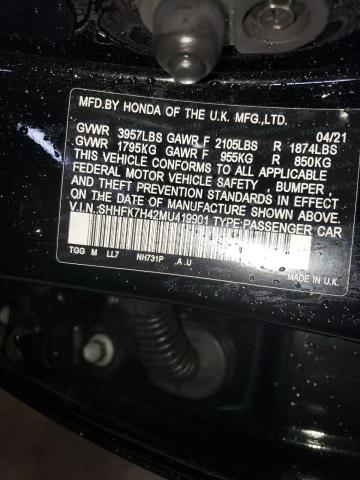 MFD.BY HONDA OF THE U.K. MFG.,LTD.
04/21
GVWR 3957LBS GAWR F 2105LBS R 1874LBS
GVWR 1795KG GAWR F 955KG R 850KG
THIS VEHICLE CONFORMS TO ALL APPLICABLE
FEDERAL MOTOR VEHICLE SAFETY , BUMPER ,
AND THEFT PREVENTION STANDARDS IN EFFECT
ON THE DATE OF MANUFACTURE SHOWN ABOVE.
V.I.N.:SHHFK7H42MU419901 TYPE:PASSENGER CAR
TGG M LL7 NH731P A .U
MADE IN U.K.